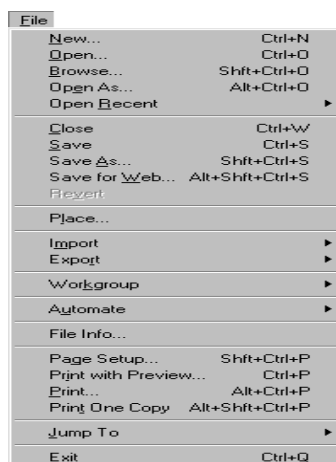 File
New... Ctrl+N
Open... Ctrl+O
Browse... Shft+Ctrl+O
Open As... Alt+Ctrl+O
Open Recent
Close Ctrl+W
Save Ctrl+S
Save As... Shft+Ctrl+S
Save for Web... Alt+Shft+Ctrl+S
Revert
Place...
Import
Export
Workgroup
Automate
File Info...
Page Setup... Shft+Ctrl+P
Print with Preview... Ctrl+P
Print... Alt+Ctrl+P
Print One Copy Alt+Shft+Ctrl+P
Jump To
Exit Ctrl+Q